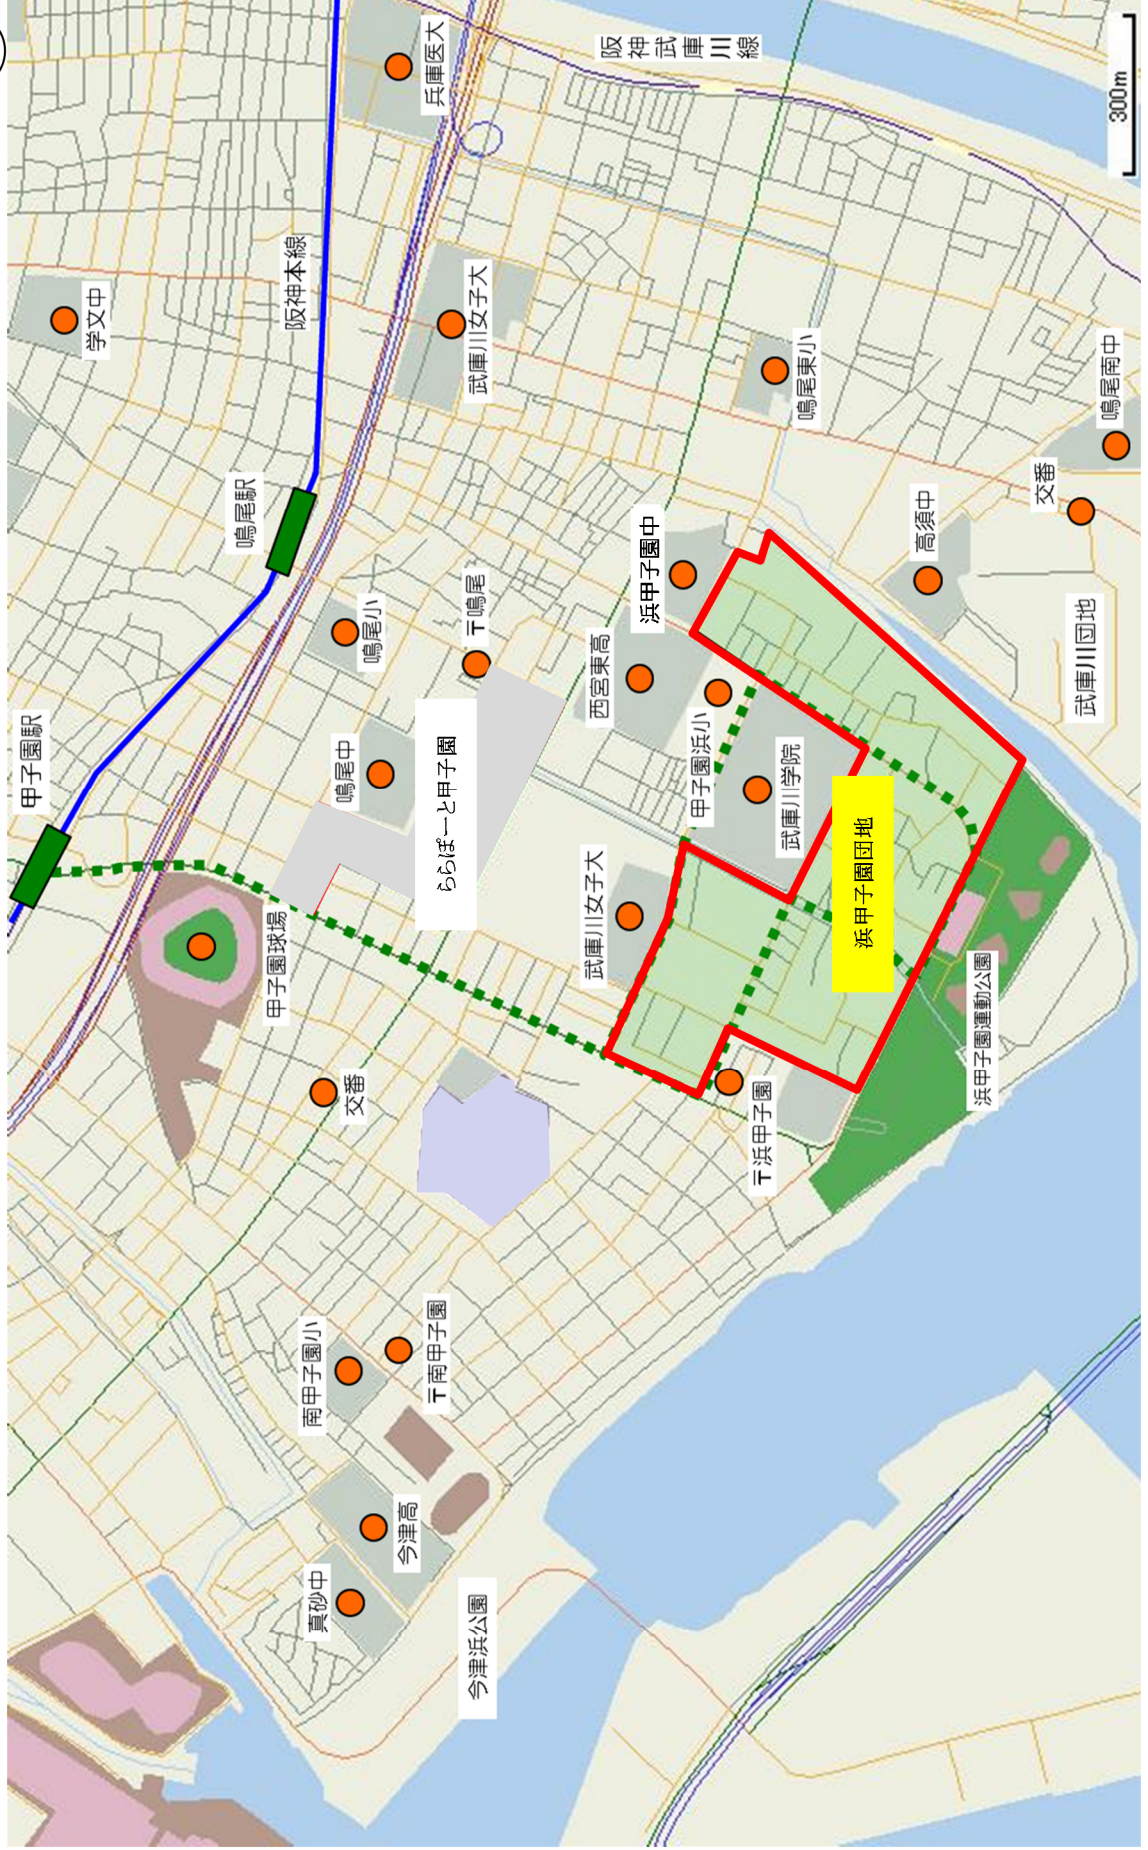 甲子園駅
鳴尾駅
阪神本線
学文中
兵庫医大
阪神武庫川線
300m
武庫川女子大
鳴尾小
〒鳴尾
鳴尾中
ららぽーと甲子園
甲子園球場
交番
西宮東高
浜甲子園中
甲子園浜小
武庫川学院
武庫川女子大
浜甲子園団地
〒浜甲子園
浜甲子園運動公園
鳴尾東小
高須中
交番
鳴尾南中
武庫川団地
南甲子園小
〒南甲子園
今津高
真砂中
今津浜公園